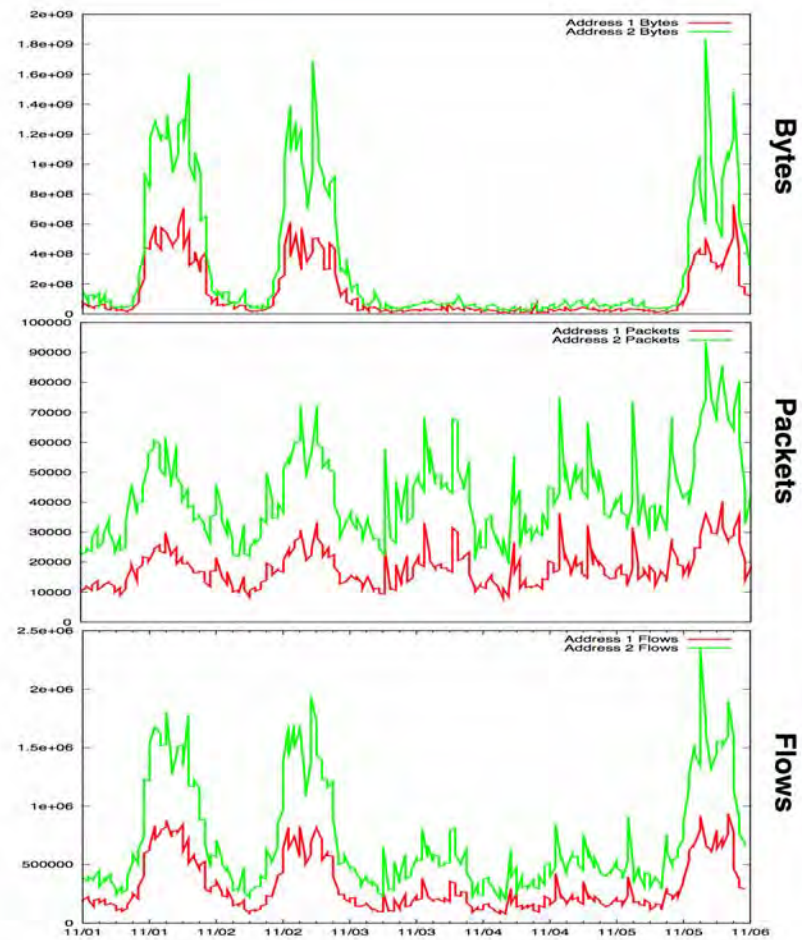 2e+09
1.8e+09
1.6e+09
1.4e+09
1.2e+09
1e+09
8e+08
6e+08
4e+08
2e+08
0
Address 1 Bytes
Address 2 Bytes
Bytes
100000
90000
80000
70000
60000
50000
40000
30000
20000
10000
0
Address 1 Packets
Address 2 Packets
Packets
2.5e+06
2e+06
1.5e+06
1e+06
500000
0
Address 1 Flows
Address 2 Flows
Flows
11/01 11/01 11/02 11/02 11/03 11/03 11/04 11/04 11/05 11/05 11/06